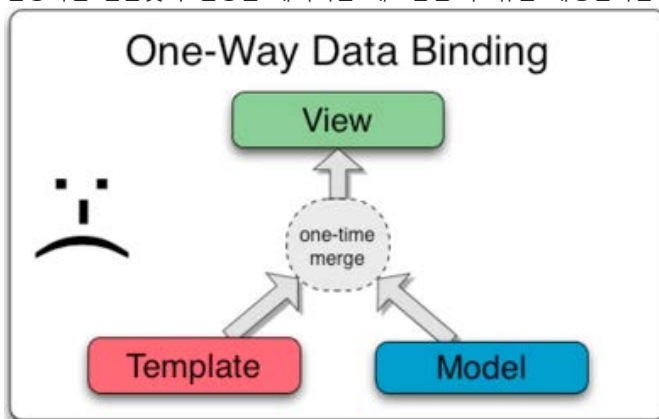 One-Way Data Binding
View
one-time
merge
Template
Model